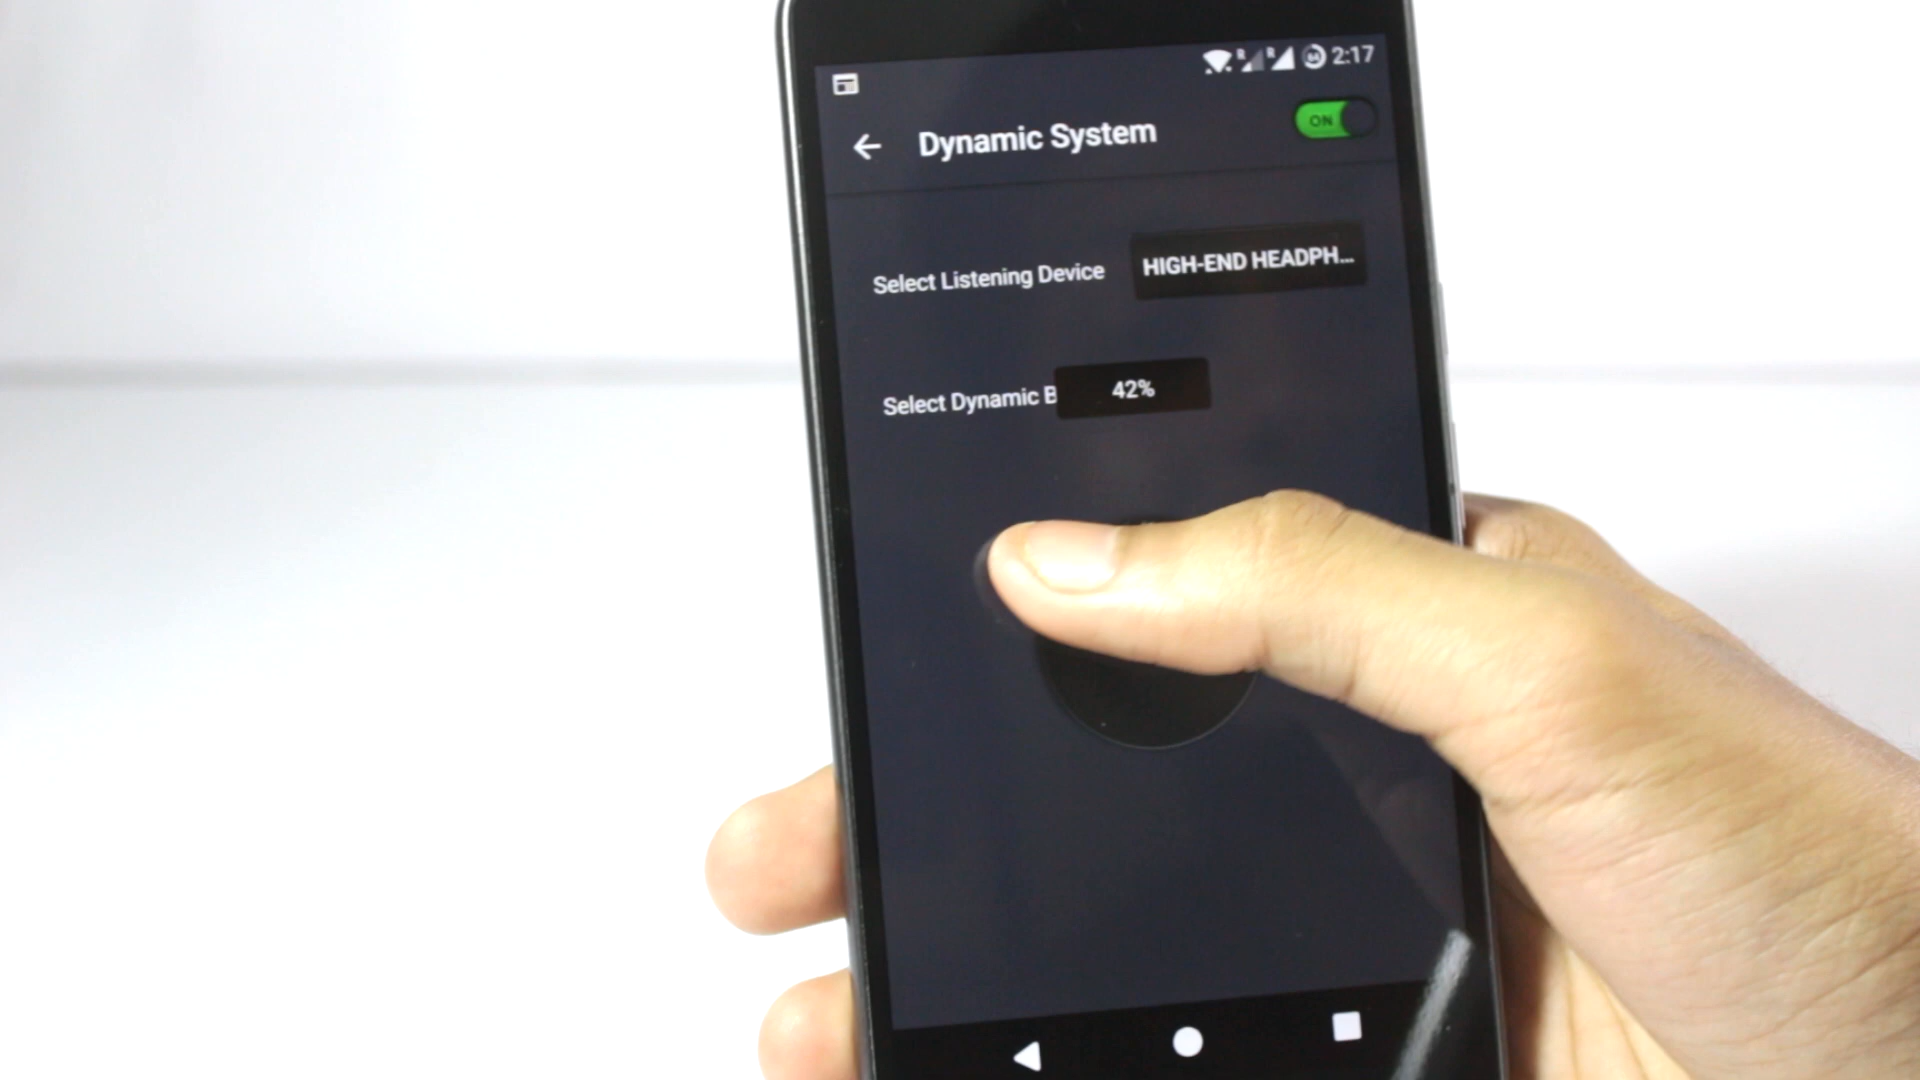 2:17
Dynamic System
ON
Select Listening Device
HIGH-END HEADPH...
Select Dynamic B
42%